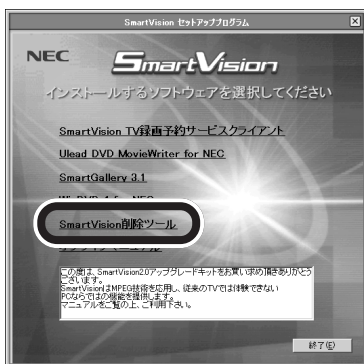 SmartVision セットアッププログラム
NEC
SmartVision
インストールするソフトウェアを選択してください
SmartVision TV録画予約サービスクライアント
Ulead DVD MovieWriter for NEC
SmartGallery 3.1
SmartVision削除ツール
この度は、SmartVision2.0アップグレードキットをお買い求め頂きありがとう
ございます。
SmartVisionはMPEG技術を応用し、従来のTVでは体験できない
PCならではの機能を提供します。
マニュアルをご覧の上、ご利用下さい。
終了(E)